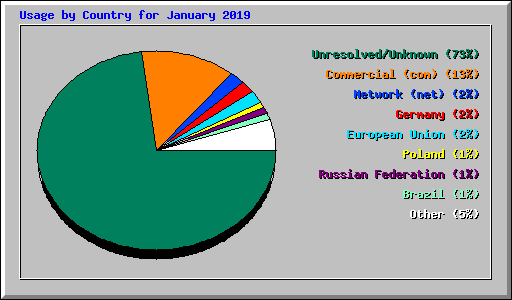 Usage by Country for January 2019
Unresolved/Unknown (73%)
Commercial (com) (13%)
Network (net) (2%)
Germany (2%)
European Union (2%)
Poland (1%)
Russian Federation (1%)
Brazil (1%)
Other (5%)